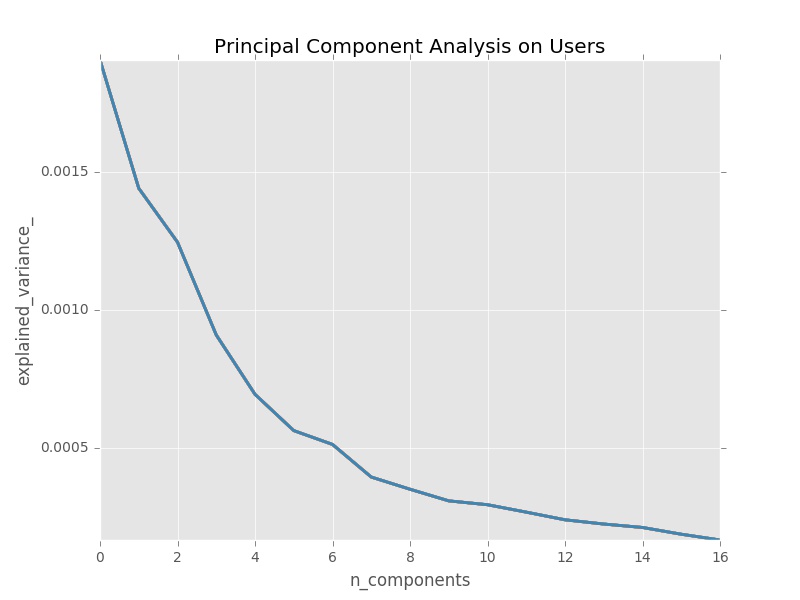 Principal Component Analysis on Users
0.0015
0.0010
0.0005
explained_variance_
0 2 4 6 8 10 12 14 16
n_components